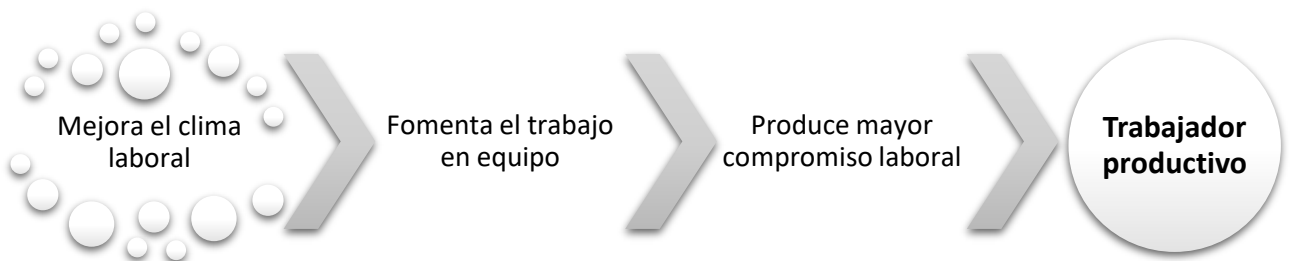 Mejora el clima
laboral
Fomenta el trabajo
en equipo
Produce mayor
compromiso laboral
Trabajador
productivo